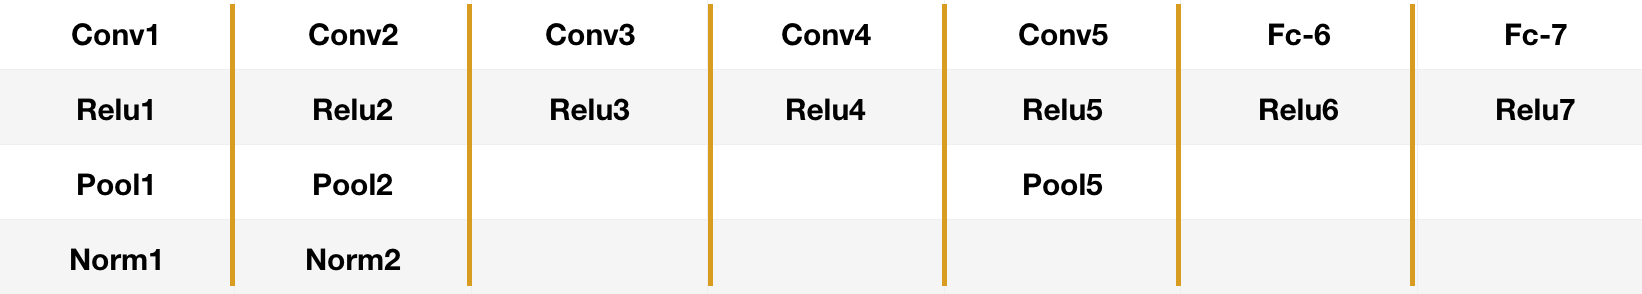 Conv1 Conv2 Conv3 Conv4 Conv5 Fc-6 Fc-7
Relu1 Relu2 Relu3 Relu4 Relu5 Relu6 Relu7
Pool1 Pool2 Pool5
Norm1 Norm2